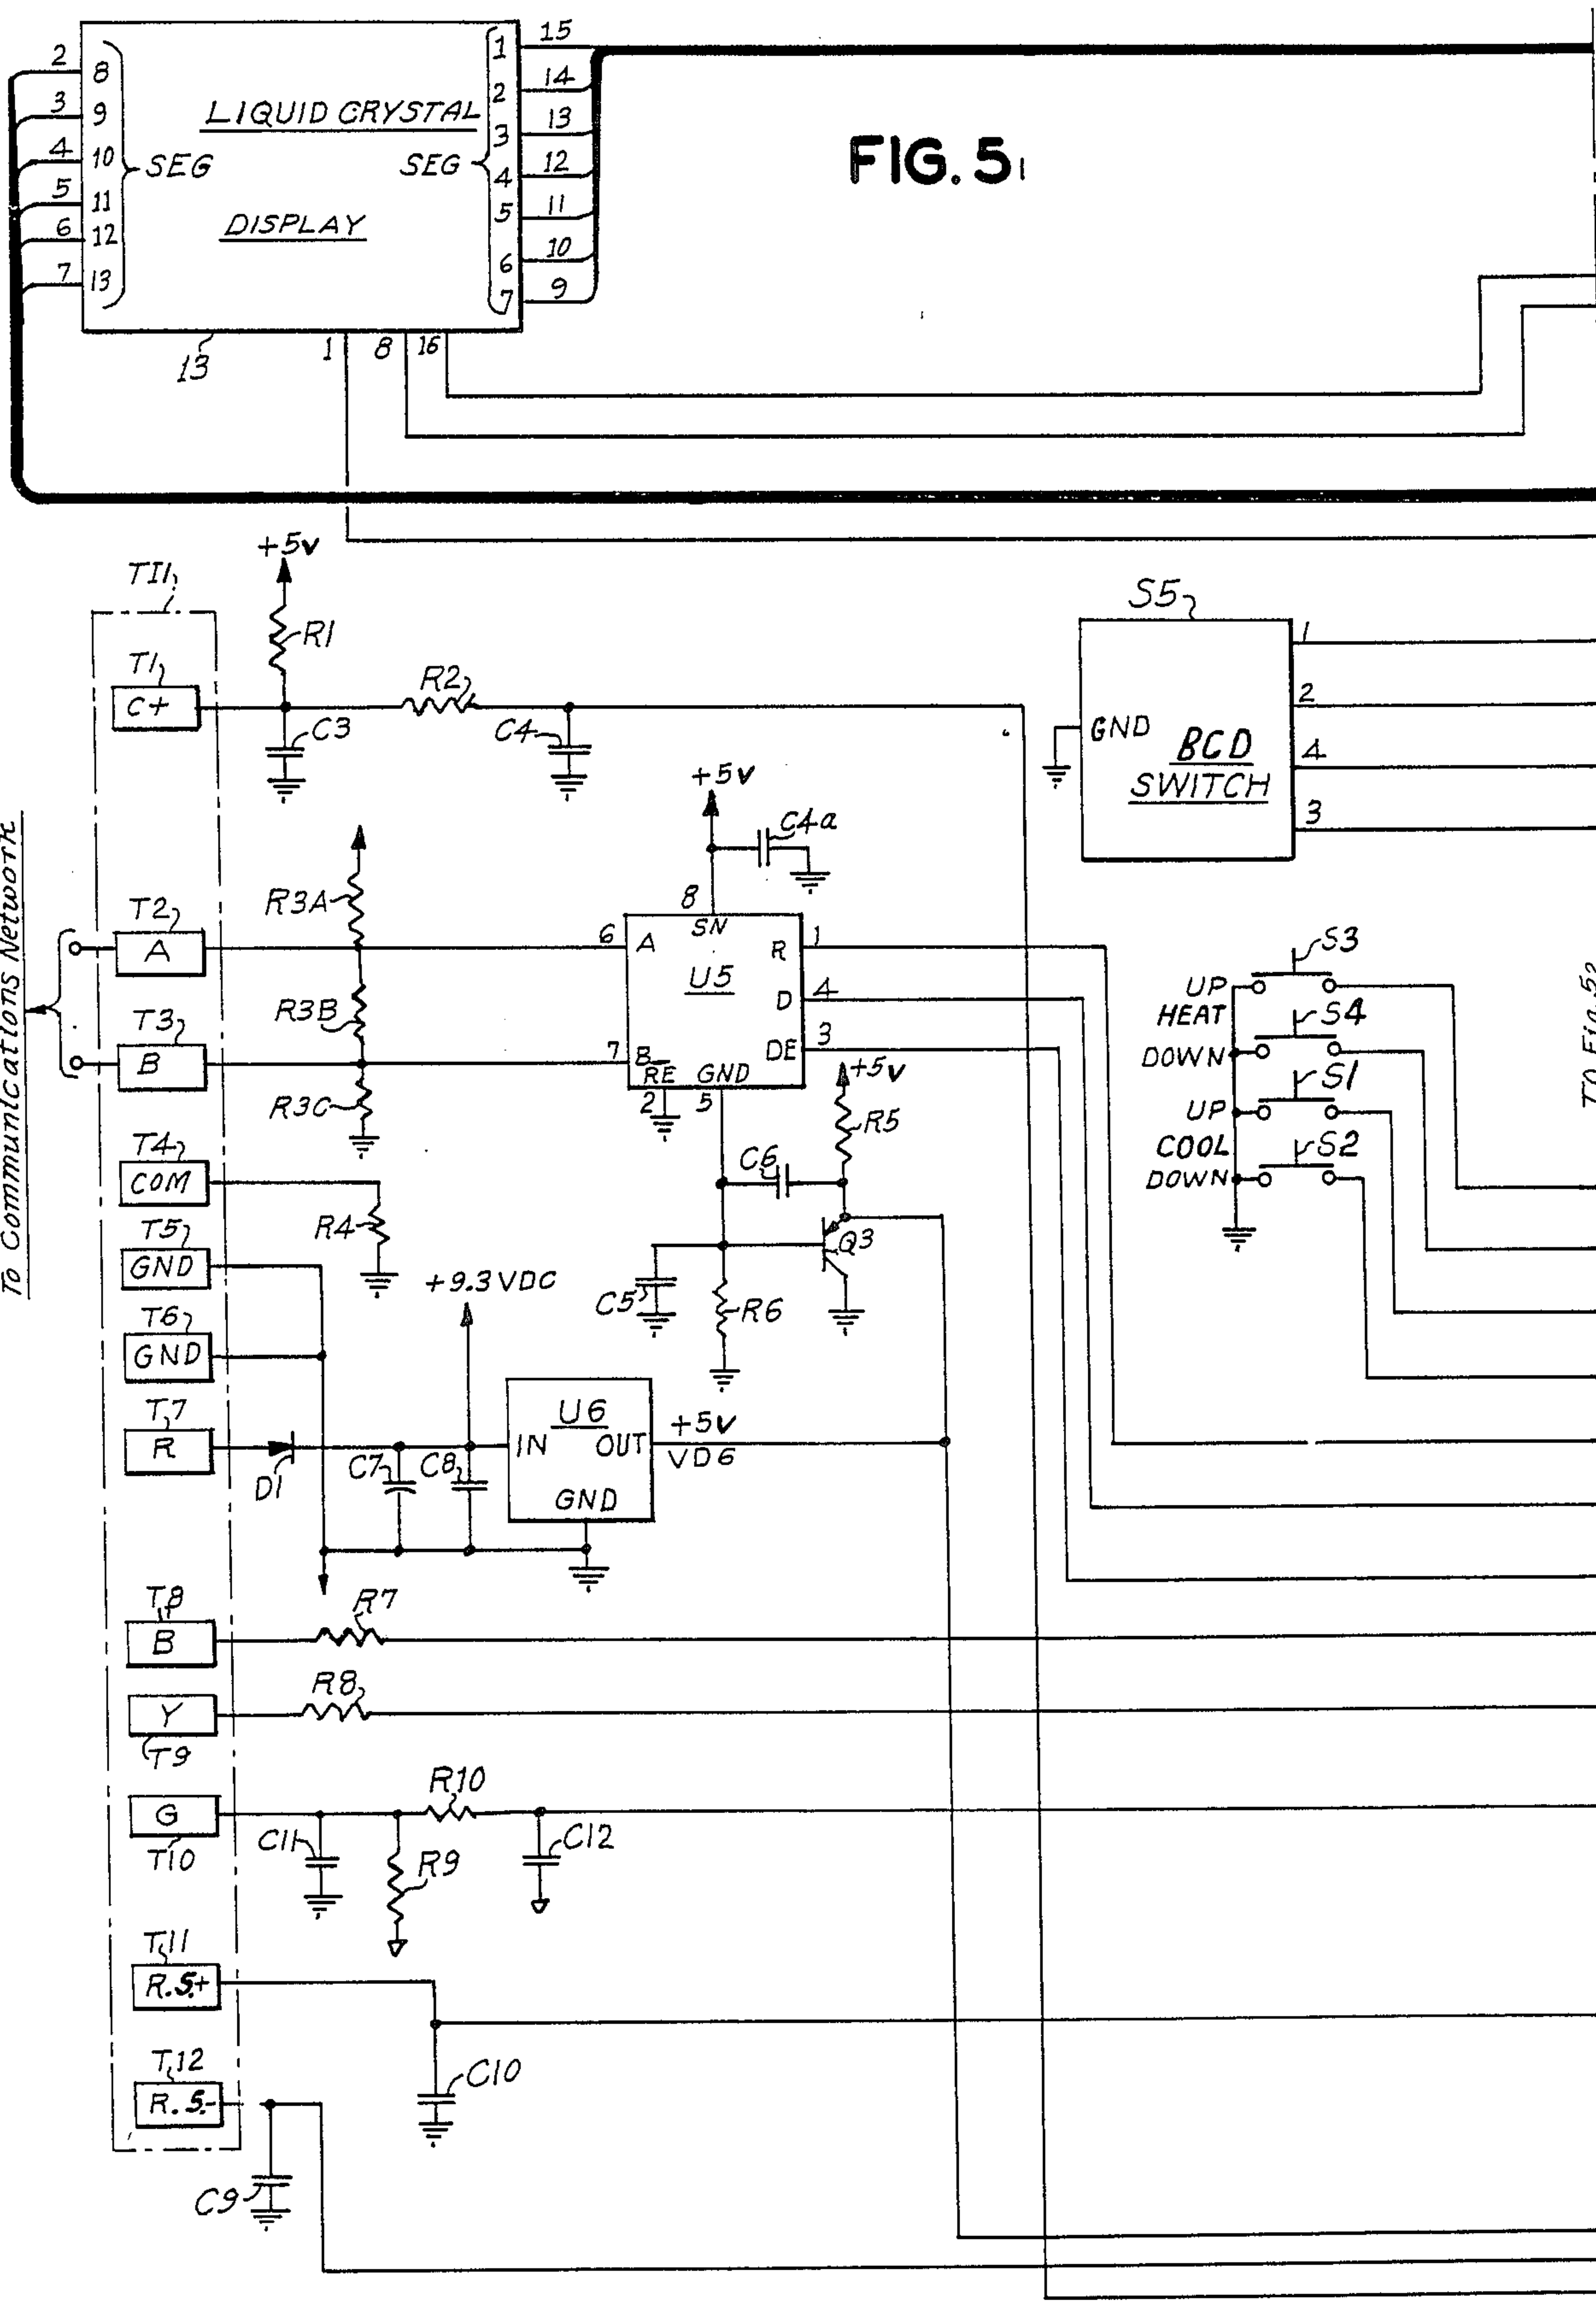 2 8 1 15
3 9 2 14
LIQUID CRYSTAL
3 13
4 10 SEG SEG 4 12
FIG. 5₁
5 11 5 11
6 12 DISPLAY 6 10
7 13 7 9
13
1 8 16
+5v
TI1
R1
S5
T1
C+
R2
C3
C4
1
2
GND
BCD
4
SWITCH
3
+5v
C4a
To Communications Network
T2
A
R3A
8
SN
6 A R 1
U5
D 4
R3B
T3
B
7 B DE 3
RE GND
2 5
R3C
+5v
R5
S3
UP
HEAT
S4
DOWN
S1
UP
COOL
S2
DOWN
TO Fig. 5₂
T4
COM
C6
R4
Q3
T5
GND
+9.3 VDC
C5
R6
T6
GND
T7
R
U6
IN OUT
+5v
VD6
D1
C7
C8
GND
T8
B
R7
Y
T9
R8
G
T10
R10
C11
R9
C12
T11
R.S.+
C10
T12
R.S.-
C9